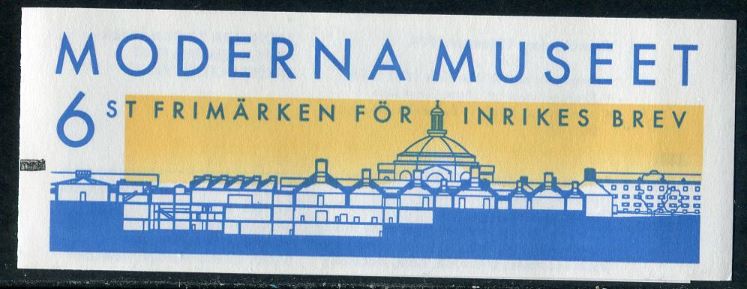 MODERNA MUSEET
6 ST FRIMÄRKEN FÖR INRIKES BREV